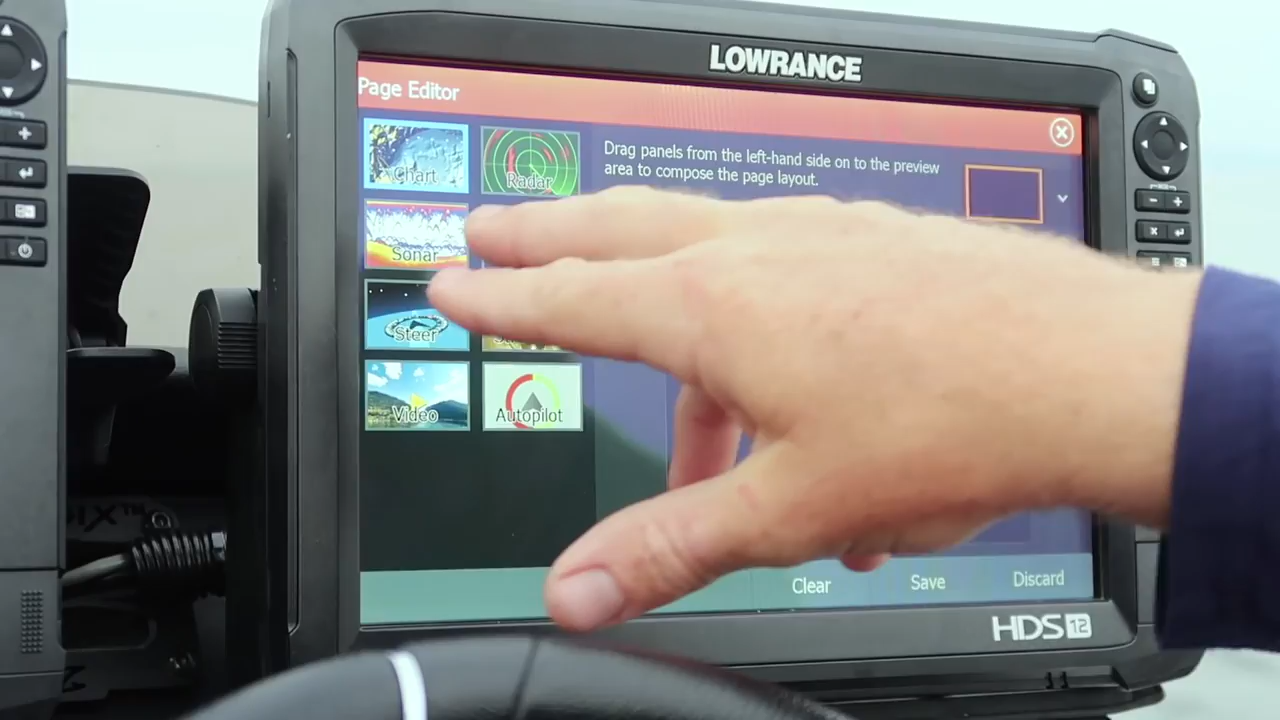 LOWRANCE
Page Editor
Chart
Radar
Drag panels from the left-hand side on to the preview
area to compose the page layout.
Sonar
Steer
Video
Autopilot
Clear
Save
Discard
HDS 12